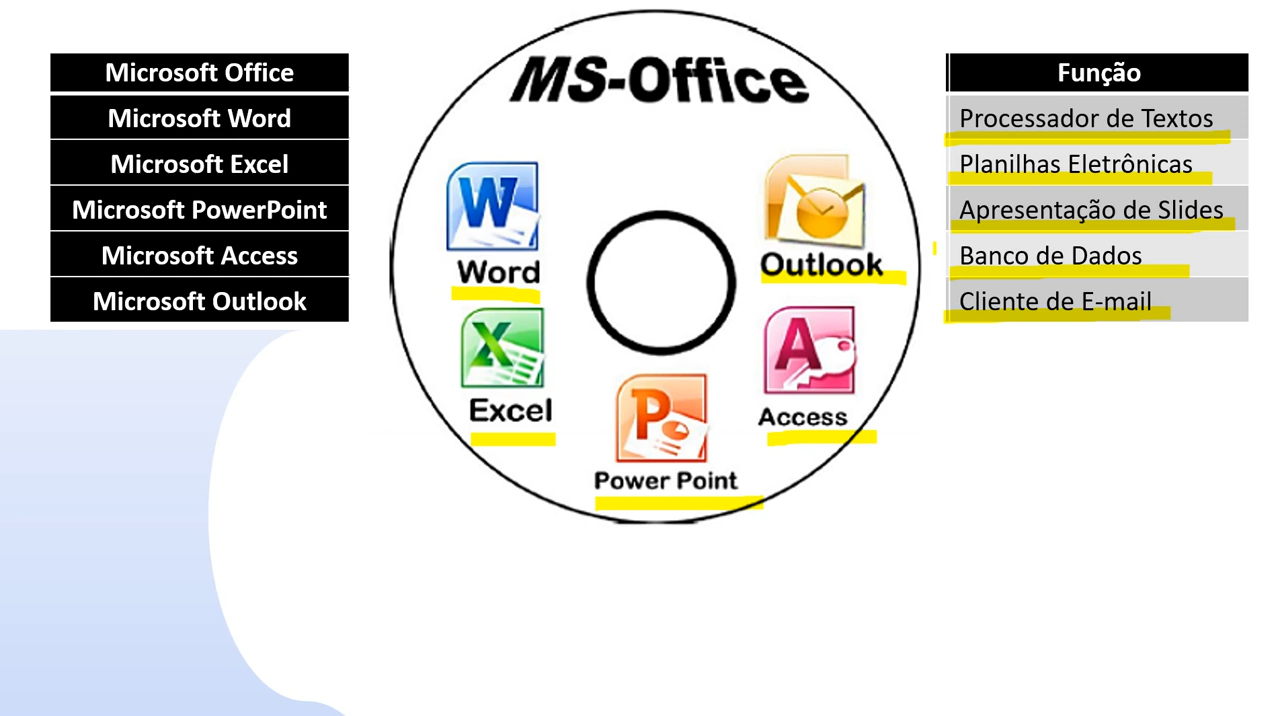 Microsoft Office
Microsoft Word
Microsoft Excel
Microsoft PowerPoint
Microsoft Access
Microsoft Outlook
MS-Office
Word
Outlook
Excel
Access
Power Point
Função
Processador de Textos
Planilhas Eletrônicas
Apresentação de Slides
Banco de Dados
Cliente de E-mail